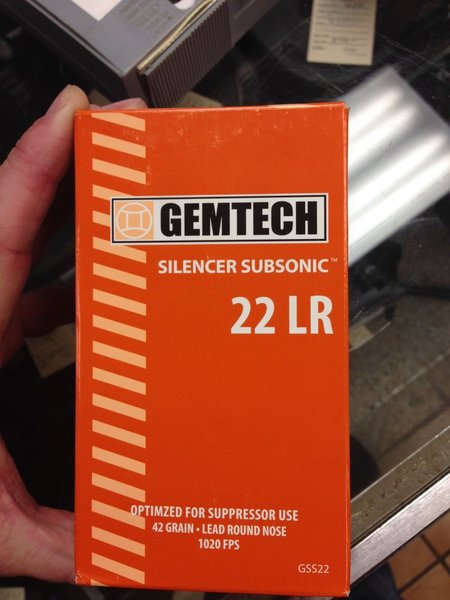 GEMTECH
SILENCER SUBSONIC™
22 LR
OPTIMZED FOR SUPPRESSOR USE
42 GRAIN • LEAD ROUND NOSE
1020 FPS
GSS22